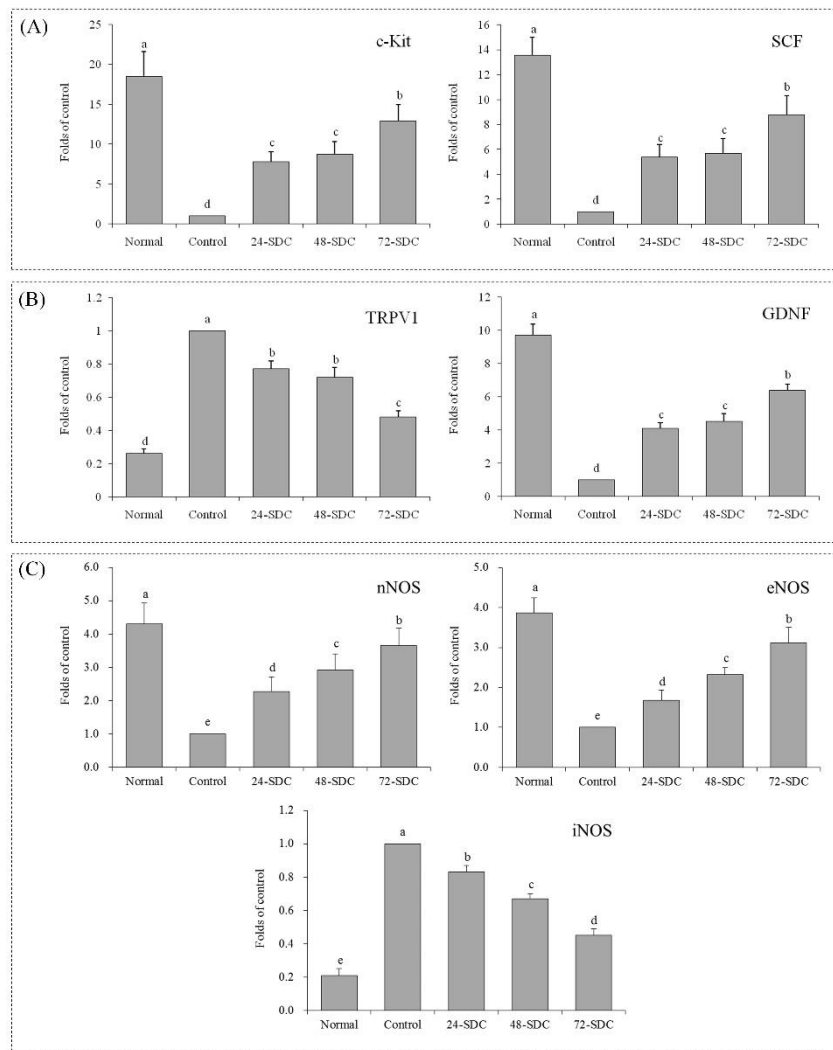 (A)
c-Kit
Folds of control
25
20
15
10
5
0
a
d
c
c
b
Normal Control 24-SDC 48-SDC 72-SDC
SCF
Folds of control
16
14
12
10
8
6
4
2
0
a
d
c
c
b
Normal Control 24-SDC 48-SDC 72-SDC
(B)
TRPV1
Folds of control
1.2
1
0.8
0.6
0.4
0.2
0
d
a
b
b
c
Normal Control 24-SDC 48-SDC 72-SDC
GDNF
Folds of control
12
10
8
6
4
2
0
a
d
c
c
b
Normal Control 24-SDC 48-SDC 72-SDC
(C)
nNOS
Folds of control
6.0
5.0
4.0
3.0
2.0
1.0
0.0
a
e
d
c
b
Normal Control 24-SDC 48-SDC 72-SDC
eNOS
Folds of control
5.0
4.0
3.0
2.0
1.0
0.0
a
e
d
c
b
Normal Control 24-SDC 48-SDC 72-SDC
iNOS
Folds of control
1.2
1.0
0.8
0.6
0.4
0.2
0.0
e
a
b
c
d
Normal Control 24-SDC 48-SDC 72-SDC